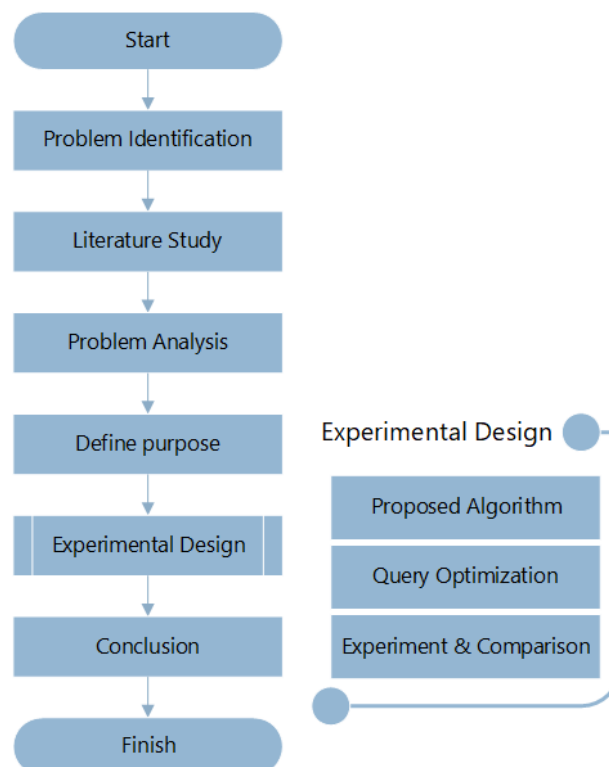 Start
Problem Identification
Literature Study
Problem Analysis
Define purpose
Experimental Design
Conclusion
Finish
Experimental Design
Proposed Algorithm
Query Optimization
Experiment & Comparison